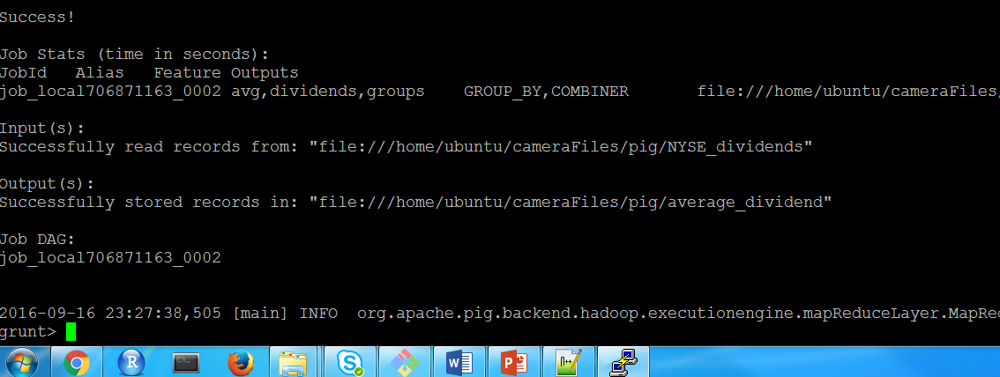 Success!
Job Stats (time in seconds):
JobId Alias Feature Outputs
job_local706871163_0002 avg,dividends,groups GROUP_BY,COMBINER file:///home/ubuntu/cameraFiles,
Input(s):
Successfully read records from: "file:///home/ubuntu/cameraFiles/pig/NYSE_dividends"
Output(s):
Successfully stored records in: "file:///home/ubuntu/cameraFiles/pig/average_dividend"
Job DAG:
job_local706871163_0002
2016-09-16 23:27:38,505 [main] INFO org.apache.pig.backend.hadoop.executionengine.mapReduceLayer.MapRec
grunt>